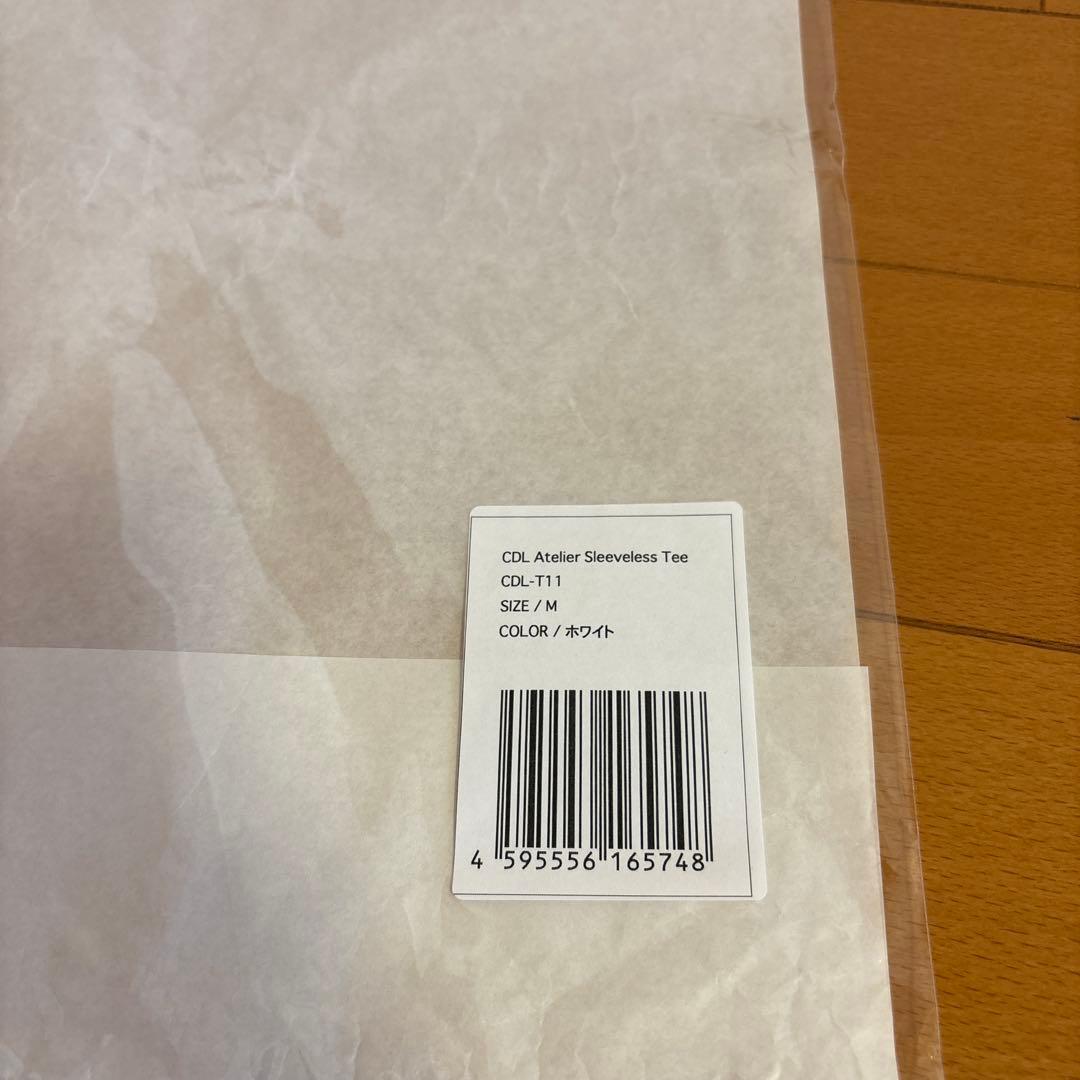 CDL Atelier Sleeveless Tee
CDL-T11
SIZE / M
COLOR / ホワイト
4 595556 165748